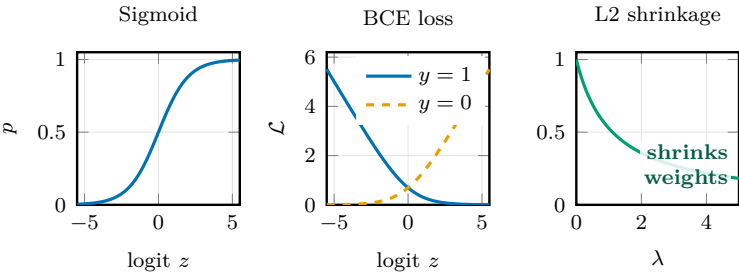 Sigmoid
1
0.5
0
p
−5
0
5
logit z
BCE loss
6
4
2
0
ℒ
y = 1
y = 0
−5
0
5
logit z
L2 shrinkage
1
0.5
0
shrinks
weights
0
2
4
λ